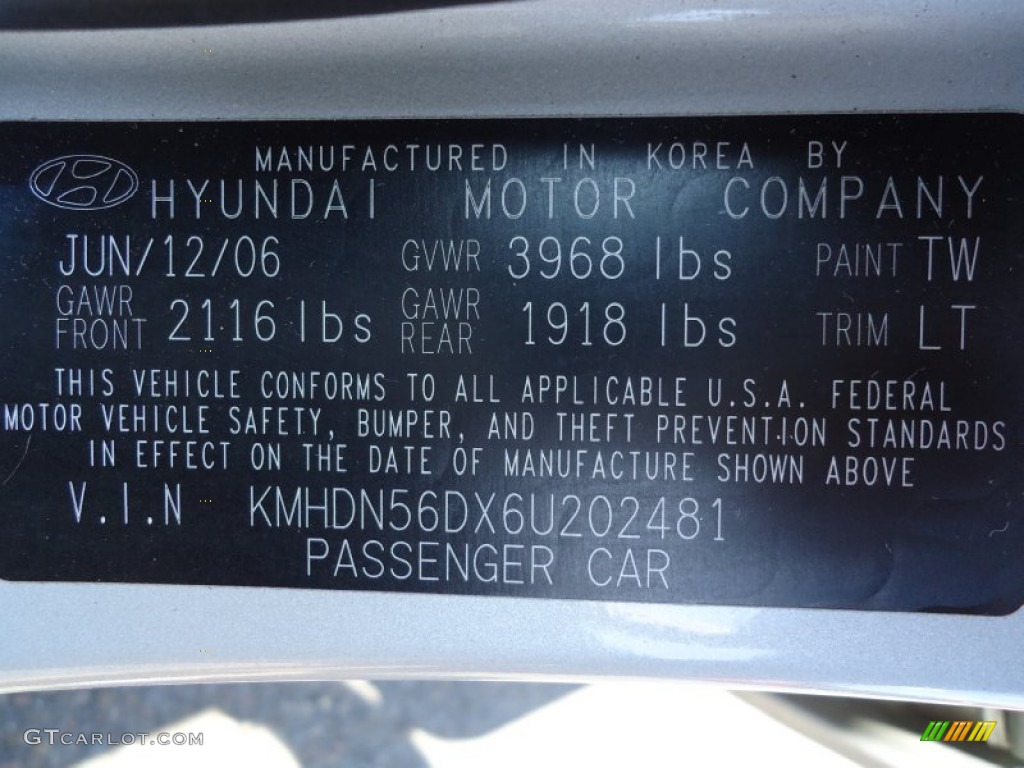 MANUFACTURED IN KOREA BY
HYUNDAI MOTOR COMPANY
JUN/12/06 GVWR 3968 lbs PAINT TW
GAWR FRONT 2116 lbs GAWR REAR 1918 lbs TRIM LT
THIS VEHICLE CONFORMS TO ALL APPLICABLE U.S.A. FEDERAL
MOTOR VEHICLE SAFETY, BUMPER, AND THEFT PREVENTION STANDARDS
IN EFFECT ON THE DATE OF MANUFACTURE SHOWN ABOVE
V.I.N KMHDN56DX6U202481
PASSENGER CAR
GTCARLOT.COM